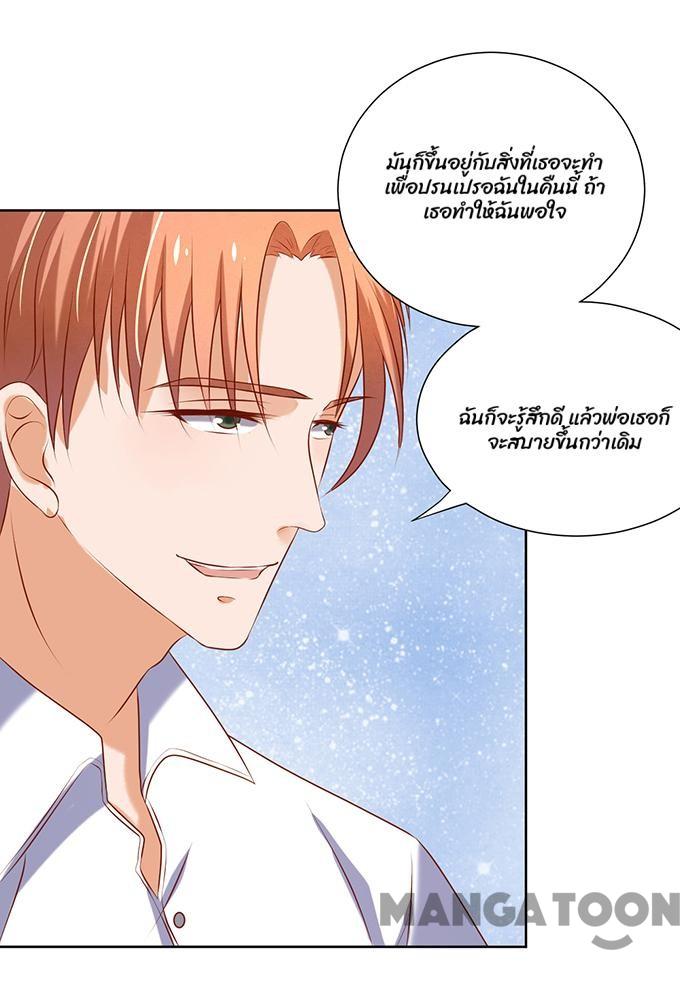 มันก็ขึ้นอยู่กับสิ่งที่เธอจะทำ
เพื่อปรนเปรอฉันในคืนนี้ ถ้า
เธอทำให้ฉันพอใจ
ฉันก็จะรู้สึกดี แล้วพ่อเธอก็
จะสบายขึ้นกว่าเดิม
MANGATOON